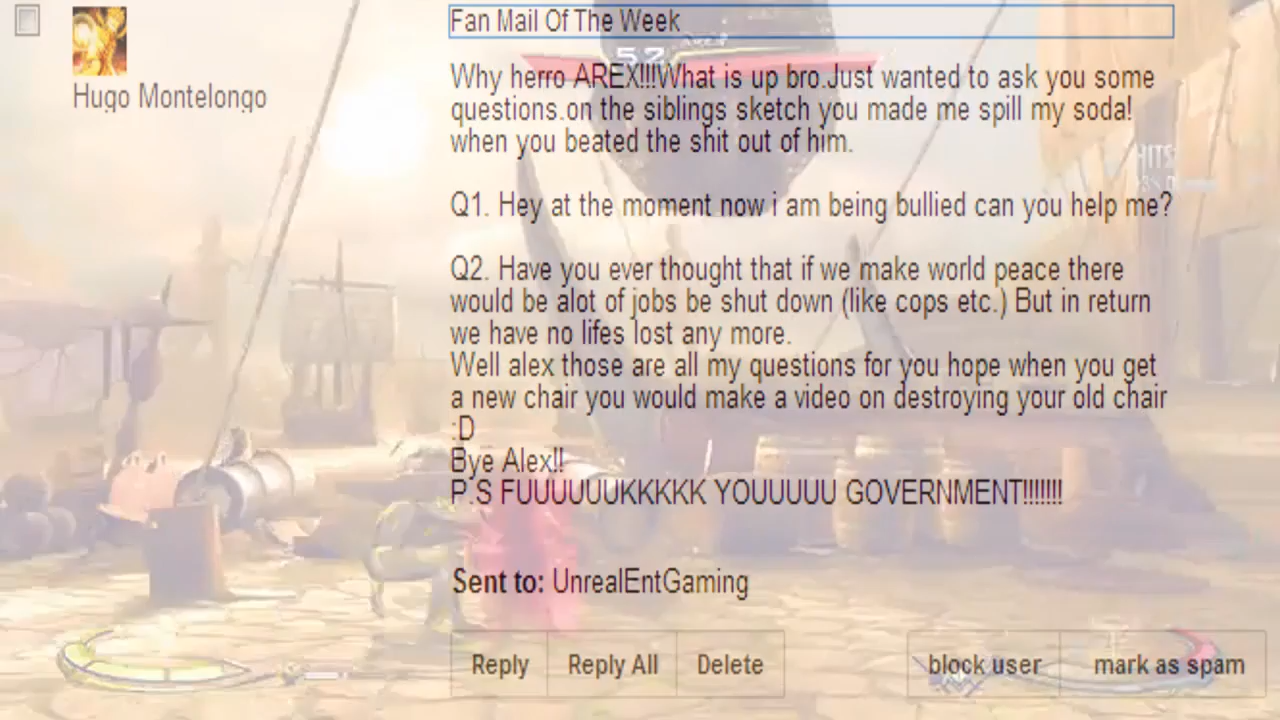 Fan Mail Of The Week
57
Hugo Montelongo
Why herro AREX!!!What is up bro.Just wanted to ask you some
questions.on the siblings sketch you made me spill my soda!
when you beated the shit out of him.
HITS
Q1. Hey at the moment now i am being bullied can you help me?
Q2. Have you ever thought that if we make world peace there
would be alot of jobs be shut down (like cops etc.) But in return
we have no lifes lost any more.
Well alex those are all my questions for you hope when you get
a new chair you would make a video on destroying your old chair
:D
Bye Alex!!
P.S FUUUUUUKKKKK YOUUUUU GOVERNMENT!!!!!!!
Sent to: UnrealEntGaming
Reply Reply All Delete block user mark as spam